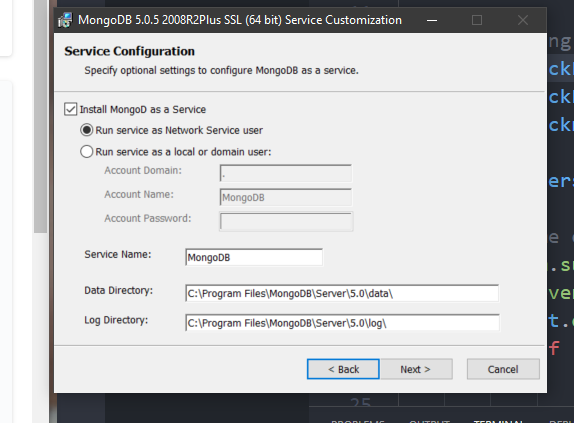 MongoDB 5.0.5 2008R2Plus SSL (64 bit) Service Customization
Service Configuration
Specify optional settings to configure MongoDB as a service.
Install MongoD as a Service
Run service as Network Service user
Run service as a local or domain user:
Account Domain: .
Account Name: MongoDB
Account Password:
Service Name: MongoDB
Data Directory: C:\Program Files\MongoDB\Server\5.0\data\
Log Directory: C:\Program Files\MongoDB\Server\5.0\log\
< Back Next > Cancel
25
OUTPUT